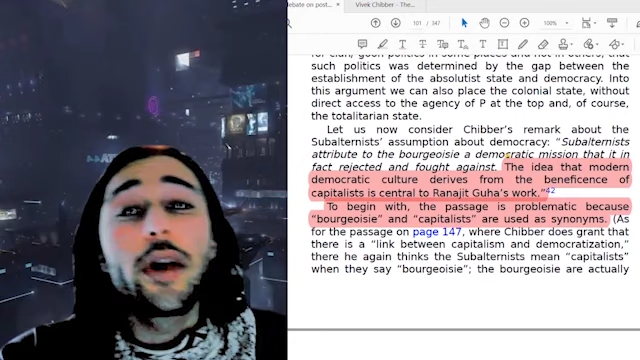 debate on post...
Vivek Chibber - The...
101 / 347
100%
such politics was determined by the gap between the
establishment of the absolutist state and democracy. Into
this argument we can also place the colonial state, without
direct access to the agency of P at the top and, of course,
the totalitarian state.
Let us now consider Chibber's remark about the
Subalternists' assumption about democracy: "Subalternists
attribute to the bourgeoisie a democratic mission that it in
fact rejected and fought against. The idea that modern
democratic culture derives from the beneficence of
capitalists is central to Ranajit Guha's work."42
To begin with, the passage is problematic because
"bourgeoisie" and "capitalists" are used as synonyms. (As
for the passage on page 147, where Chibber does grant that
there is a "link between capitalism and democratization,"
there he again thinks the Subalternists mean "capitalists"
when they say "bourgeoisie"; the bourgeoisie are actually